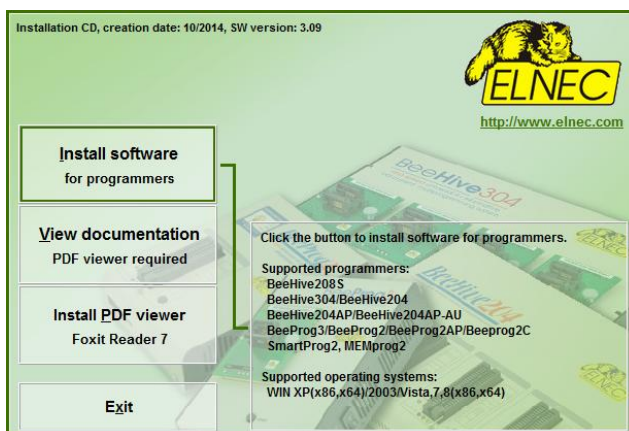 Installation CD, creation date: 10/2014, SW version: 3.09
ELNEC
http://www.elnec.com
Install software
for programmers
View documentation
PDF viewer required
Install PDF viewer
Foxit Reader 7
Exit
BeeHive304
Click the button to install software for programmers.
Supported programmers:
BeeHive208S
BeeHive304/BeeHive204
BeeHive204AP/BeeHive204AP-AU
BeeProg3/BeeProg2/BeeProg2AP/Beeprog2C
SmartProg2, MEMprog2
Supported operating systems:
WIN XP(x86,x64)/2003/Vista,7,8(x86,x64)
BeeHive204